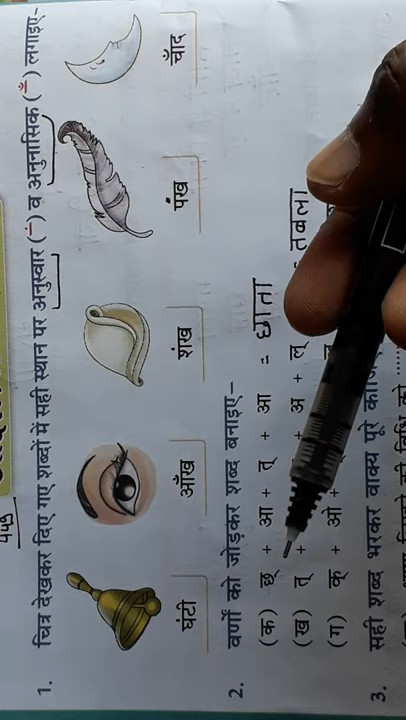 1. चित्र देखकर दिए गए शब्दों में सही स्थान पर अनुस्वार (ं) व अनुनासिक (ँ) लगाइए-
घंटी आँख शंख पंख चाँद
2. वर्णों को जोड़कर शब्द बनाइए-
(क) छ् + आ + त् + आ = छाता
(ख) त् + अ + ल् तबला
(ग) क् + ओ +
3. सही शब्द भरकर वाक्य पूरे